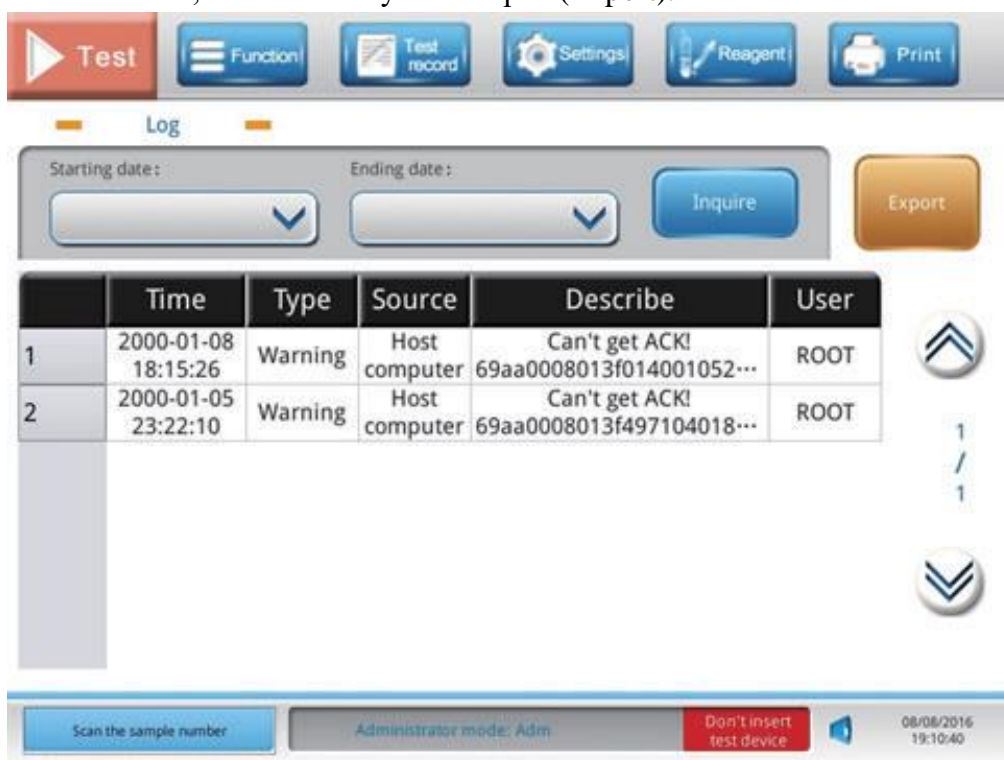 Test
Function
Test
record
Settings
Reagent
Print
Log
Starting date:
Ending date:
Inquire
Export
Time Type Source Describe User
1 2000-01-08 18:15:26 Warning Host computer Can't get ACK! 69aa0008013f014001052··· ROOT
2 2000-01-05 23:22:10 Warning Host computer Can't get ACK! 69aa0008013f497104018··· ROOT
1
/
1
Scan the sample number
Administrator mode: Adm
Don't insert
test device
08/08/2016
19:10:40